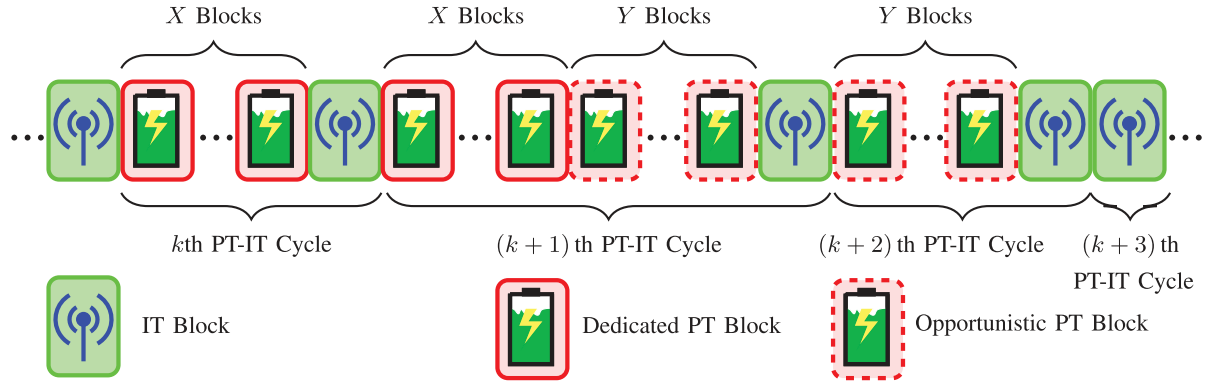 X Blocks
X Blocks
Y Blocks
Y Blocks
kth PT-IT Cycle
(k + 1) th PT-IT Cycle
(k + 2) th PT-IT Cycle
(k + 3) th
PT-IT Cycle
IT Block
Dedicated PT Block
Opportunistic PT Block